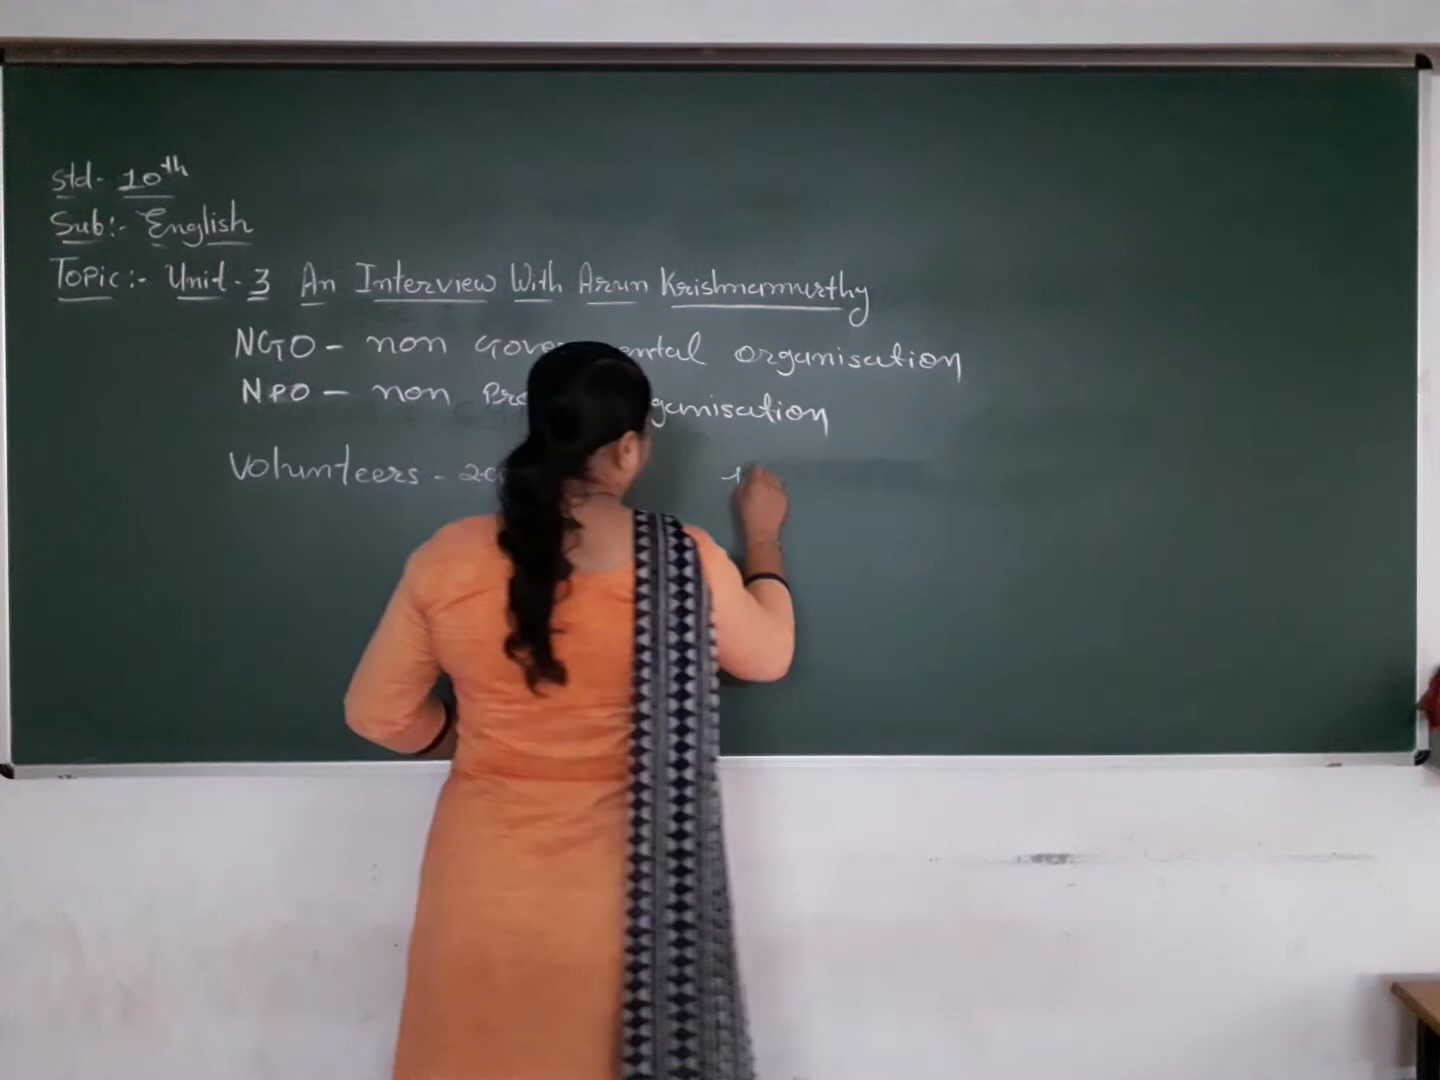 Std- 10th
Sub:- English
Topic:- Unit-3 An Interview With Arun Krishnamurthy
NGO - non organisation
NPO - non
Volunteers -